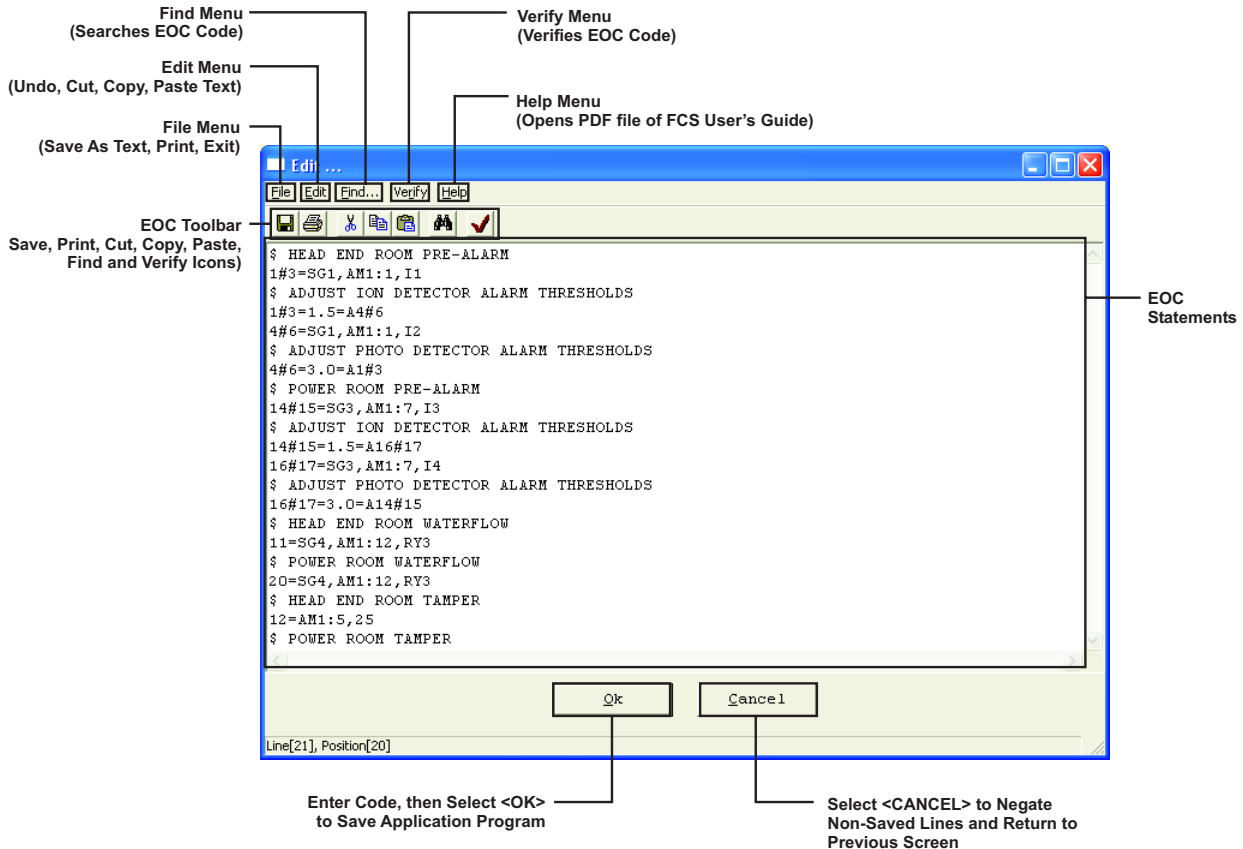 Find Menu
(Searches EOC Code)
Verify Menu
(Verifies EOC Code)
Edit Menu
(Undo, Cut, Copy, Paste Text)
Help Menu
(Opens PDF file of FCS User's Guide)
File Menu
(Save As Text, Print, Exit)
Edit ...
File Edit Find... Verify Help
EOC Toolbar
Save, Print, Cut, Copy, Paste,
Find and Verify Icons)
$ HEAD END ROOM PRE-ALARM
1#3=SG1,AM1:1,I1
$ ADJUST ION DETECTOR ALARM THRESHOLDS
1#3=1.5=A4#6
4#6=SG1,AM1:1,I2
$ ADJUST PHOTO DETECTOR ALARM THRESHOLDS
4#6=3.0=A1#3
$ POWER ROOM PRE-ALARM
14#15=SG3,AM1:7,I3
$ ADJUST ION DETECTOR ALARM THRESHOLDS
14#15=1.5=A16#17
16#17=SG3,AM1:7,I4
$ ADJUST PHOTO DETECTOR ALARM THRESHOLDS
16#17=3.0=A14#15
$ HEAD END ROOM WATERFLOW
11=SG4,AM1:12,RY3
$ POWER ROOM WATERFLOW
20=SG4,AM1:12,RY3
$ HEAD END ROOM TAMPER
12=AM1:5,25
$ POWER ROOM TAMPER
EOC
Statements
Ok
Cancel
Line[21], Position[20]
Enter Code, then Select <OK>
to Save Application Program
Select <CANCEL> to Negate
Non-Saved Lines and Return to
Previous Screen